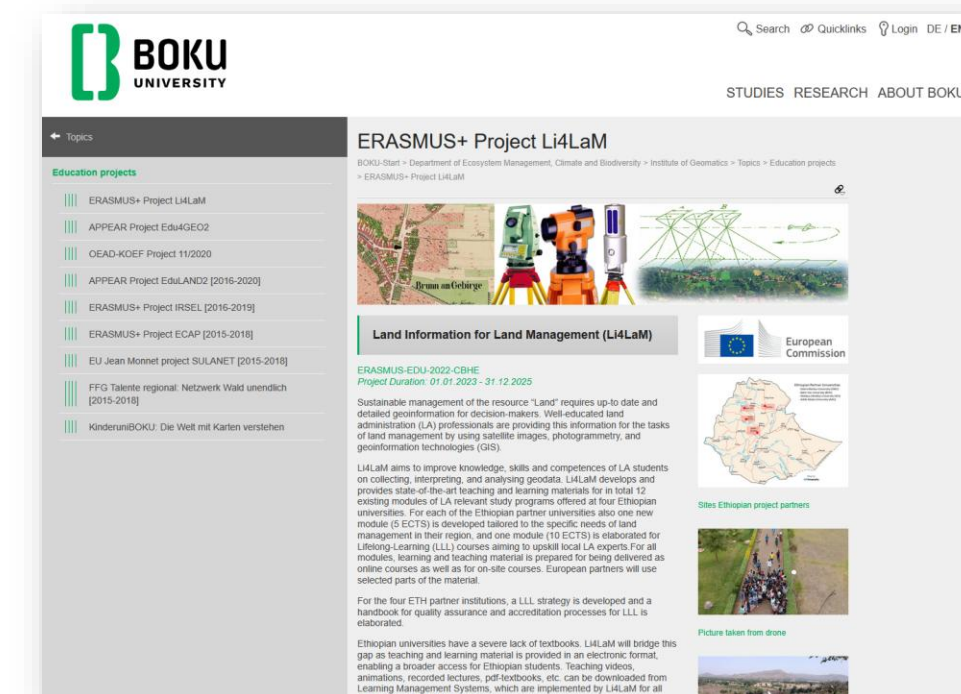 BOKU
UNIVERSITY
Search Quicklinks Login DE / EN
STUDIES RESEARCH ABOUT BOKU
Topics
Education projects
ERASMUS+ Project Li4LaM
APPEAR Project Edu4GEO2
OEAD-KOEF Project 11/2020
APPEAR Project EduLAND2 [2016-2020]
ERASMUS+ Project IRSEL [2016-2019]
ERASMUS+ Project ECAP [2015-2018]
EU Jean Monnet project SULANET [2015-2018]
FFG Talente regional: Netzwerk Wald unendlich
[2015-2018]
KinderuniBOKU: Die Welt mit Karten verstehen
ERASMUS+ Project Li4LaM
BOKU-Start > Department of Ecosystem Management, Climate and Biodiversity > Institute of Geomatics > Topics > Education projects
> ERASMUS+ Project Li4LaM
Brunn am Gebirge
Land Information for Land Management (Li4LaM)
ERASMUS-EDU-2022-CBHE
Project Duration: 01.01.2023 - 31.12.2025
Sustainable management of the resource "Land" requires up-to date and
detailed geoinformation for decision-makers. Well-educated land
administration (LA) professionals are providing this information for the tasks
of land management by using satellite images, photogrammetry, and
geoinformation technologies (GIS).
Li4LaM aims to improve knowledge, skills and competences of LA students
on collecting, interpreting, and analysing geodata. Li4LaM develops and
provides state-of-the-art teaching and learning materials for in total 12
existing modules of LA relevant study programs offered at four Ethiopian
universities. For each of the Ethiopian partner universities also one new
module (5 ECTS) is developed tailored to the specific needs of land
management in their region, and one module (10 ECTS) is elaborated for
Lifelong-Learning (LLL) courses aiming to upskill local LA experts.For all
modules, learning and teaching material is prepared for being delivered as
online courses as well as for on-site courses. European partners will use
selected parts of the material.
For the four ETH partner institutions, a LLL strategy is developed and a
handbook for quality assurance and accreditation processes for LLL is
elaborated.
Ethiopian universities have a severe lack of textbooks. Li4LaM will bridge this
gap as teaching and learning material is provided in an electronic format,
enabling a broader access for Ethiopian students. Teaching videos,
animations, recorded lectures, pdf-textbooks, etc. can be downloaded from
Learning Management Systems, which are implemented by Li4LaM for all
European
Commission
Sites Ethiopian project partners
Picture taken from drone